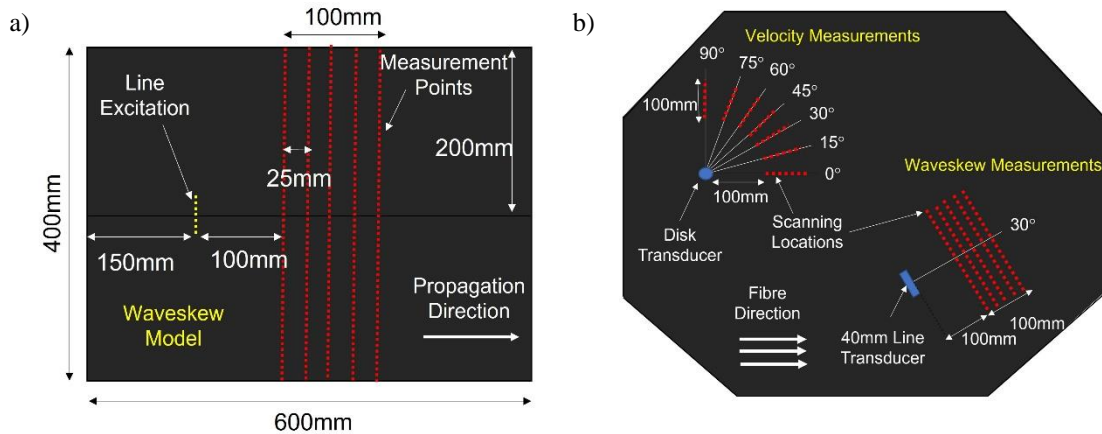 a)
100mm
Line
Excitation
Measurement
Points
200mm
25mm
400mm
150mm
100mm
Waveskew
Model
Propagation
Direction
600mm
b)
Velocity Measurements
90°
75°
60°
45°
30°
15°
0°
100mm
100mm
Disk
Transducer
Scanning
Locations
Waveskew Measurements
30°
Fibre
Direction
40mm Line
Transducer
100mm
100mm